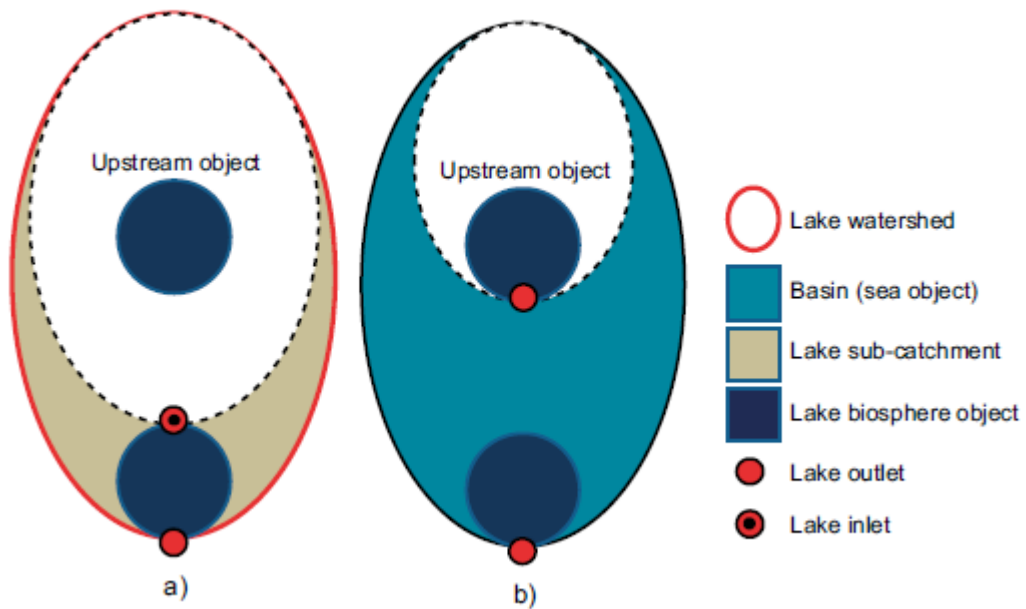 Upstream object
Upstream object
Lake watershed
Basin (sea object)
Lake sub-catchment
Lake biosphere object
Lake outlet
Lake inlet
a)
b)